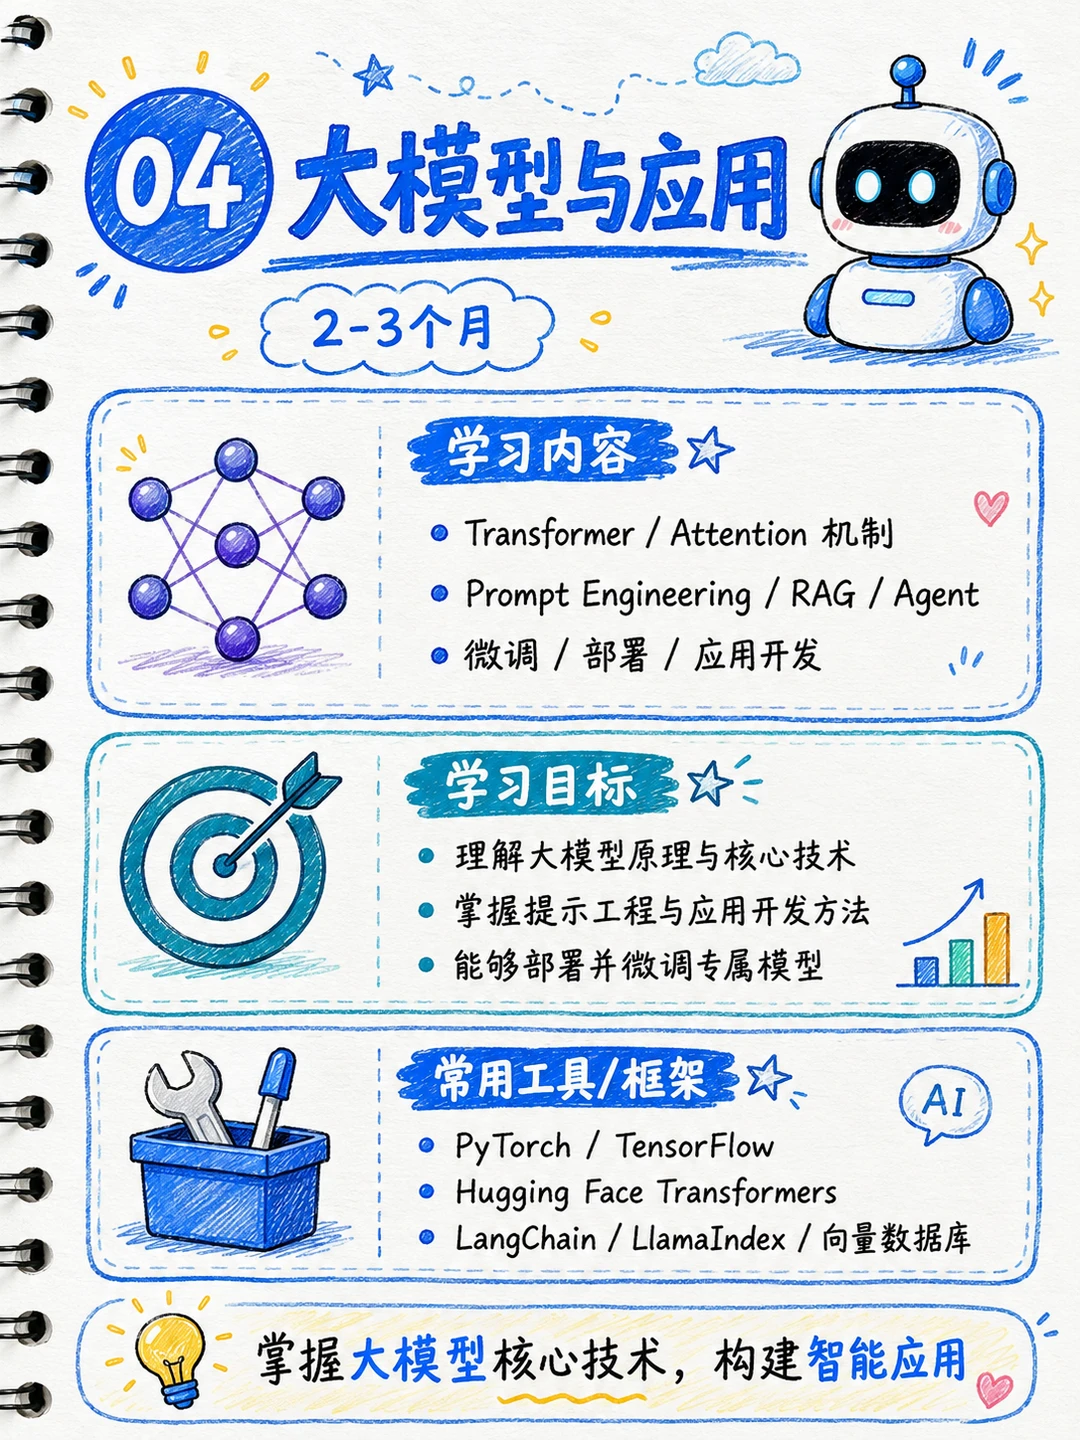 04
大模型与应用
2-3个月
学习内容
Transformer / Attention 机制
Prompt Engineering / RAG / Agent
微调 / 部署 / 应用开发
学习目标
理解大模型原理与核心技术
掌握提示工程与应用开发方法
能够部署并微调专属模型
常用工具/框架
AI
PyTorch / TensorFlow
Hugging Face Transformers
LangChain / LlamaIndex / 向量数据库
掌握大模型核心技术，构建智能应用